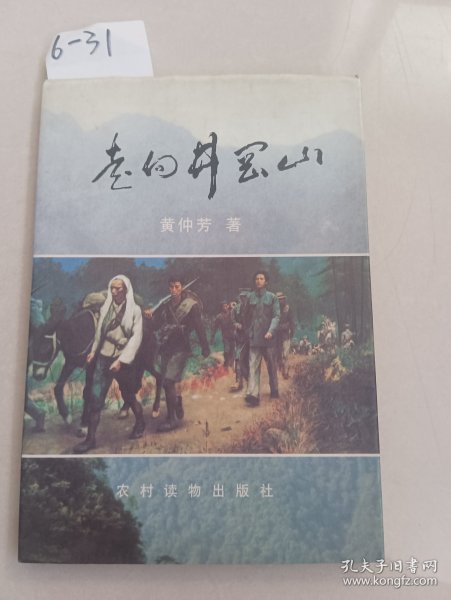 6-31
走向井冈山
黄仲芳 著
农村读物出版社
孔夫子旧书网
www.kongfz.com